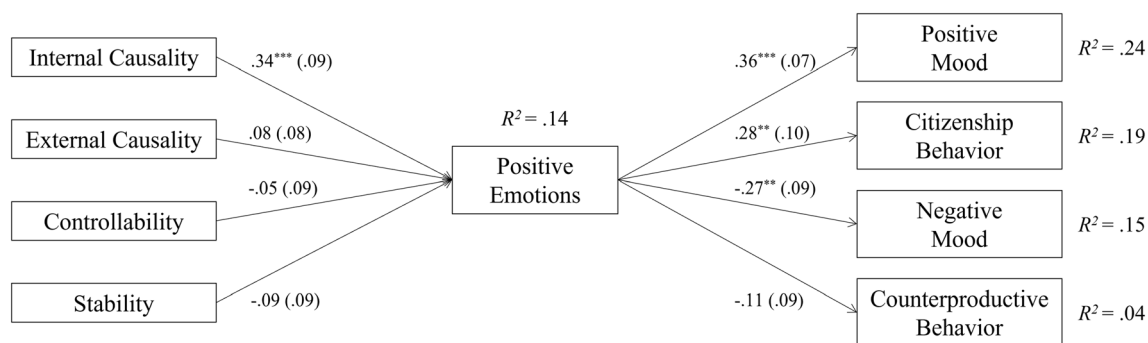 Internal Causality
External Causality
Controllability
Stability
.34*** (.09)
.08 (.08)
-.05 (.09)
-.09 (.09)
R² = .14
Positive
Emotions
.36*** (.07)
.28** (.10)
-.27** (.09)
-.11 (.09)
Positive
Mood
R² = .24
Citizenship
Behavior
R² = .19
Negative
Mood
R² = .15
Counterproductive
Behavior
R² = .04